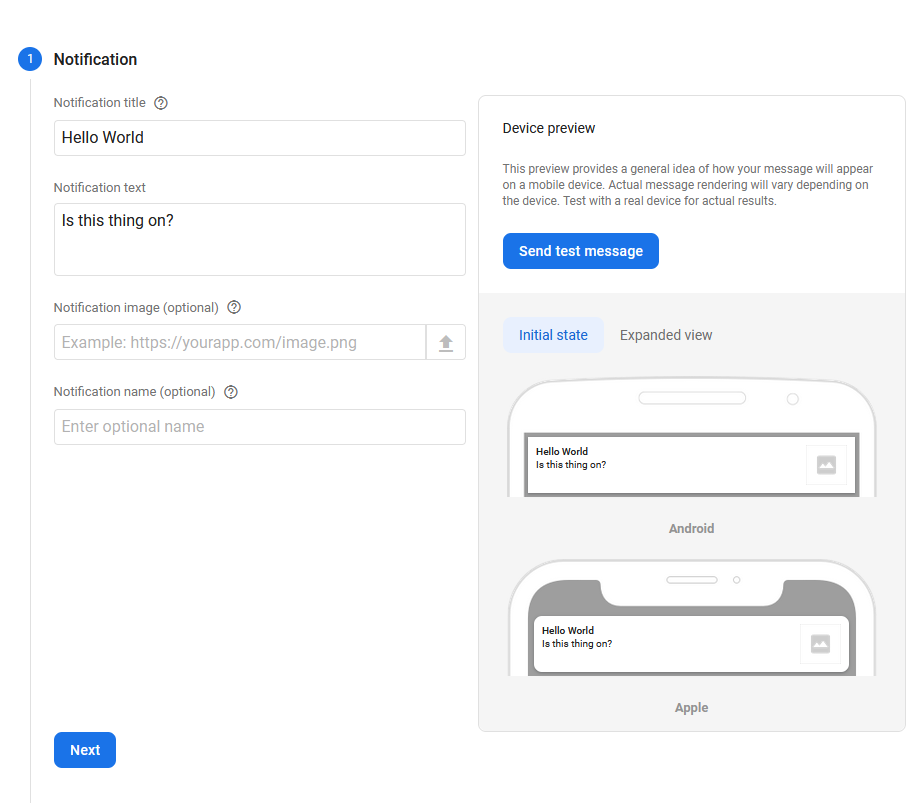 1 Notification
Notification title
Hello World
Notification text
Is this thing on?
Notification image (optional)
Example: https://yourapp.com/image.png
Notification name (optional)
Enter optional name
Next
Device preview
This preview provides a general idea of how your message will appear
on a mobile device. Actual message rendering will vary depending on
the device. Test with a real device for actual results.
Send test message
Initial state Expanded view
Hello World
Is this thing on?
Android
Hello World
Is this thing on?
Apple